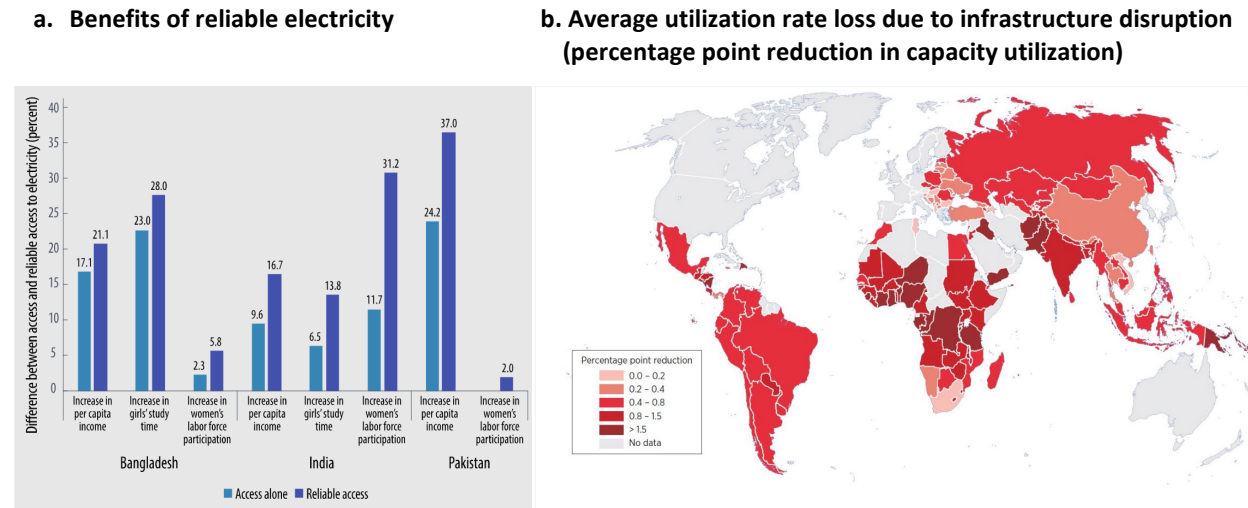 a. Benefits of reliable electricity
b. Average utilization rate loss due to infrastructure disruption
(percentage point reduction in capacity utilization)
Difference between access and reliable access to electricity (percent)
40
35
30
25
20
15
10
5
0
17.1
21.1
23.0
28.0
2.3
5.8
9.6
16.7
6.5
13.8
11.7
31.2
24.2
37.0
2.0
Increase in
per capita
income
Increase in
girls' study
time
Increase in
women's
labor force
participation
Increase in
per capita
income
Increase in
girls' study
time
Increase in
women's
labor force
participation
Increase in
per capita
income
Increase in
women's
labor force
participation
Bangladesh
India
Pakistan
Access alone
Reliable access
Percentage point reduction
0.0 – 0.2
0.2 – 0.4
0.4 – 0.8
0.8 – 1.5
> 1.5
No data